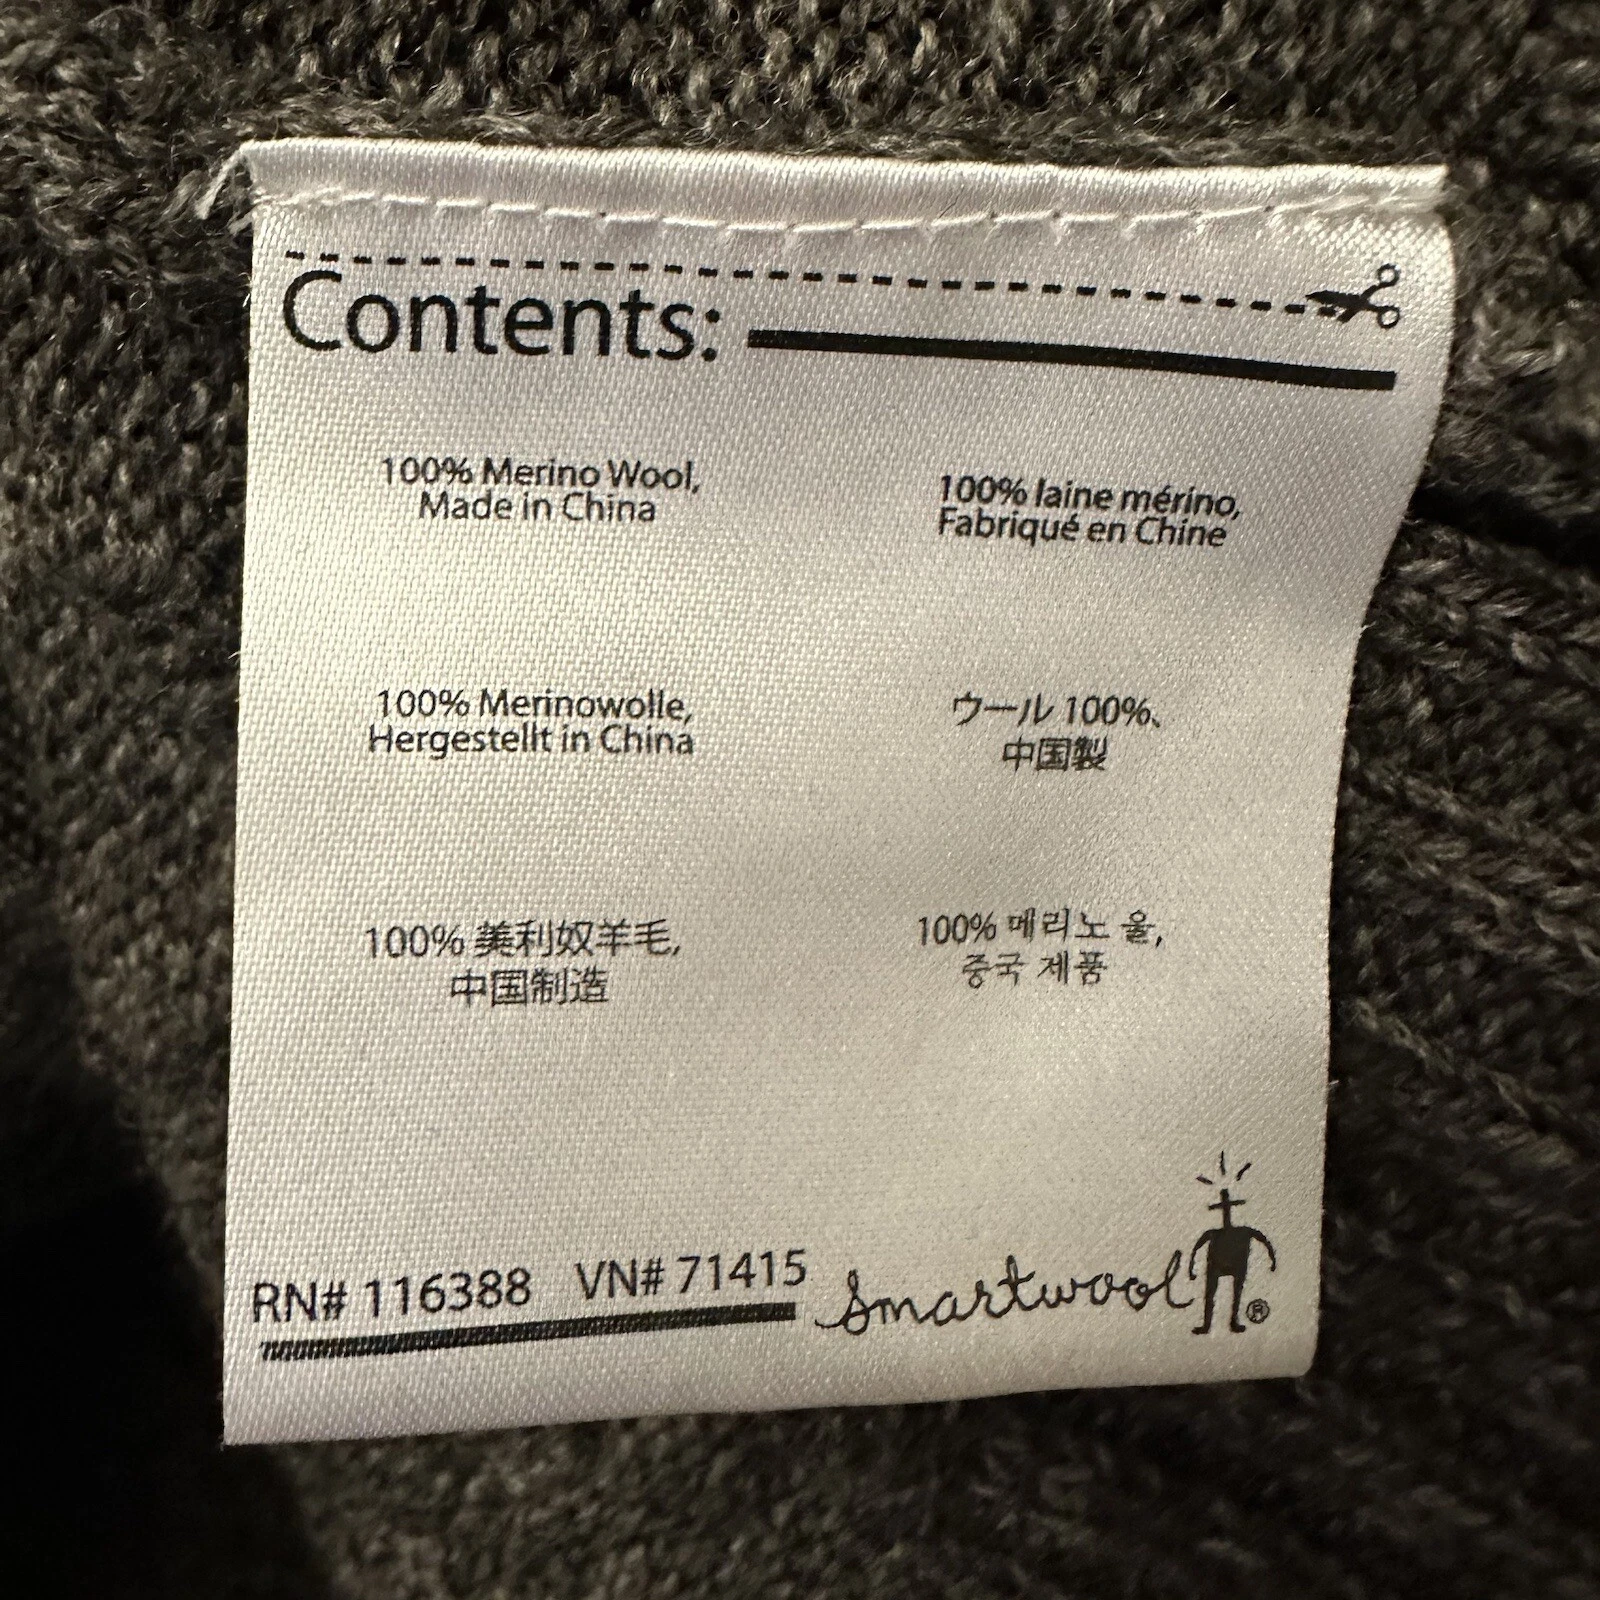 Contents:
100% Merino Wool,
Made in China
100% laine mérino,
Fabriqué en Chine
100% Merinowolle,
Hergestellt in China
ウール 100%、
中国製
100% 美利奴羊毛,
中国制造
100% 메리노 울,
중국 제품
RN# 116388 VN# 71415
smartwool®